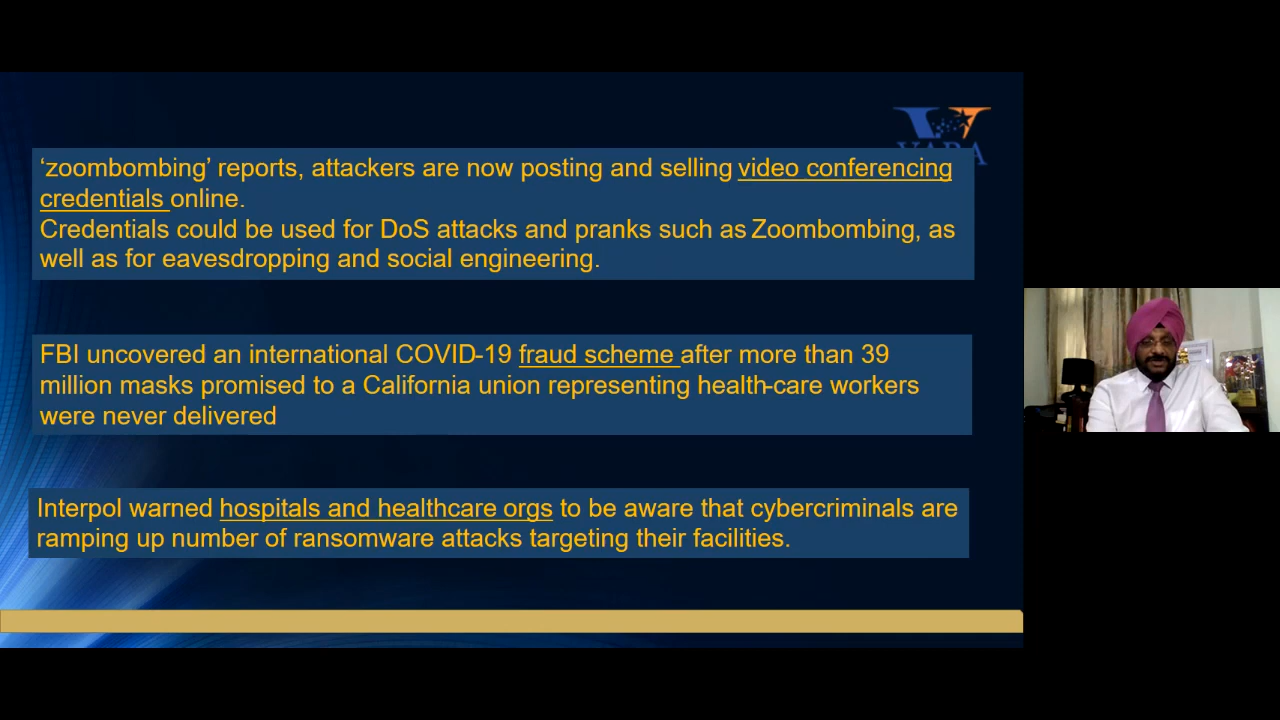 ‘zoombombing’ reports, attackers are now posting and selling video conferencing
credentials online.
Credentials could be used for DoS attacks and pranks such as Zoombombing, as
well as for eavesdropping and social engineering.
FBI uncovered an international COVID-19 fraud scheme after more than 39
million masks promised to a California union representing health-care workers
were never delivered
Interpol warned hospitals and healthcare orgs to be aware that cybercriminals are
ramping up number of ransomware attacks targeting their facilities.